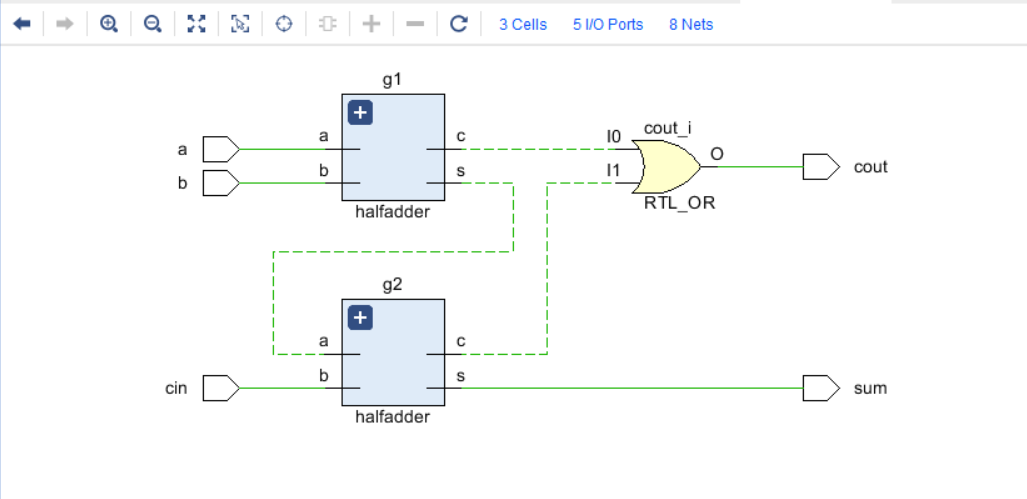 3 Cells 5 I/O Ports 8 Nets
g1
a a c I0 cout_i
O
cout
b b s I1
halfadder RTL_OR
g2
a c
cin b s sum
halfadder